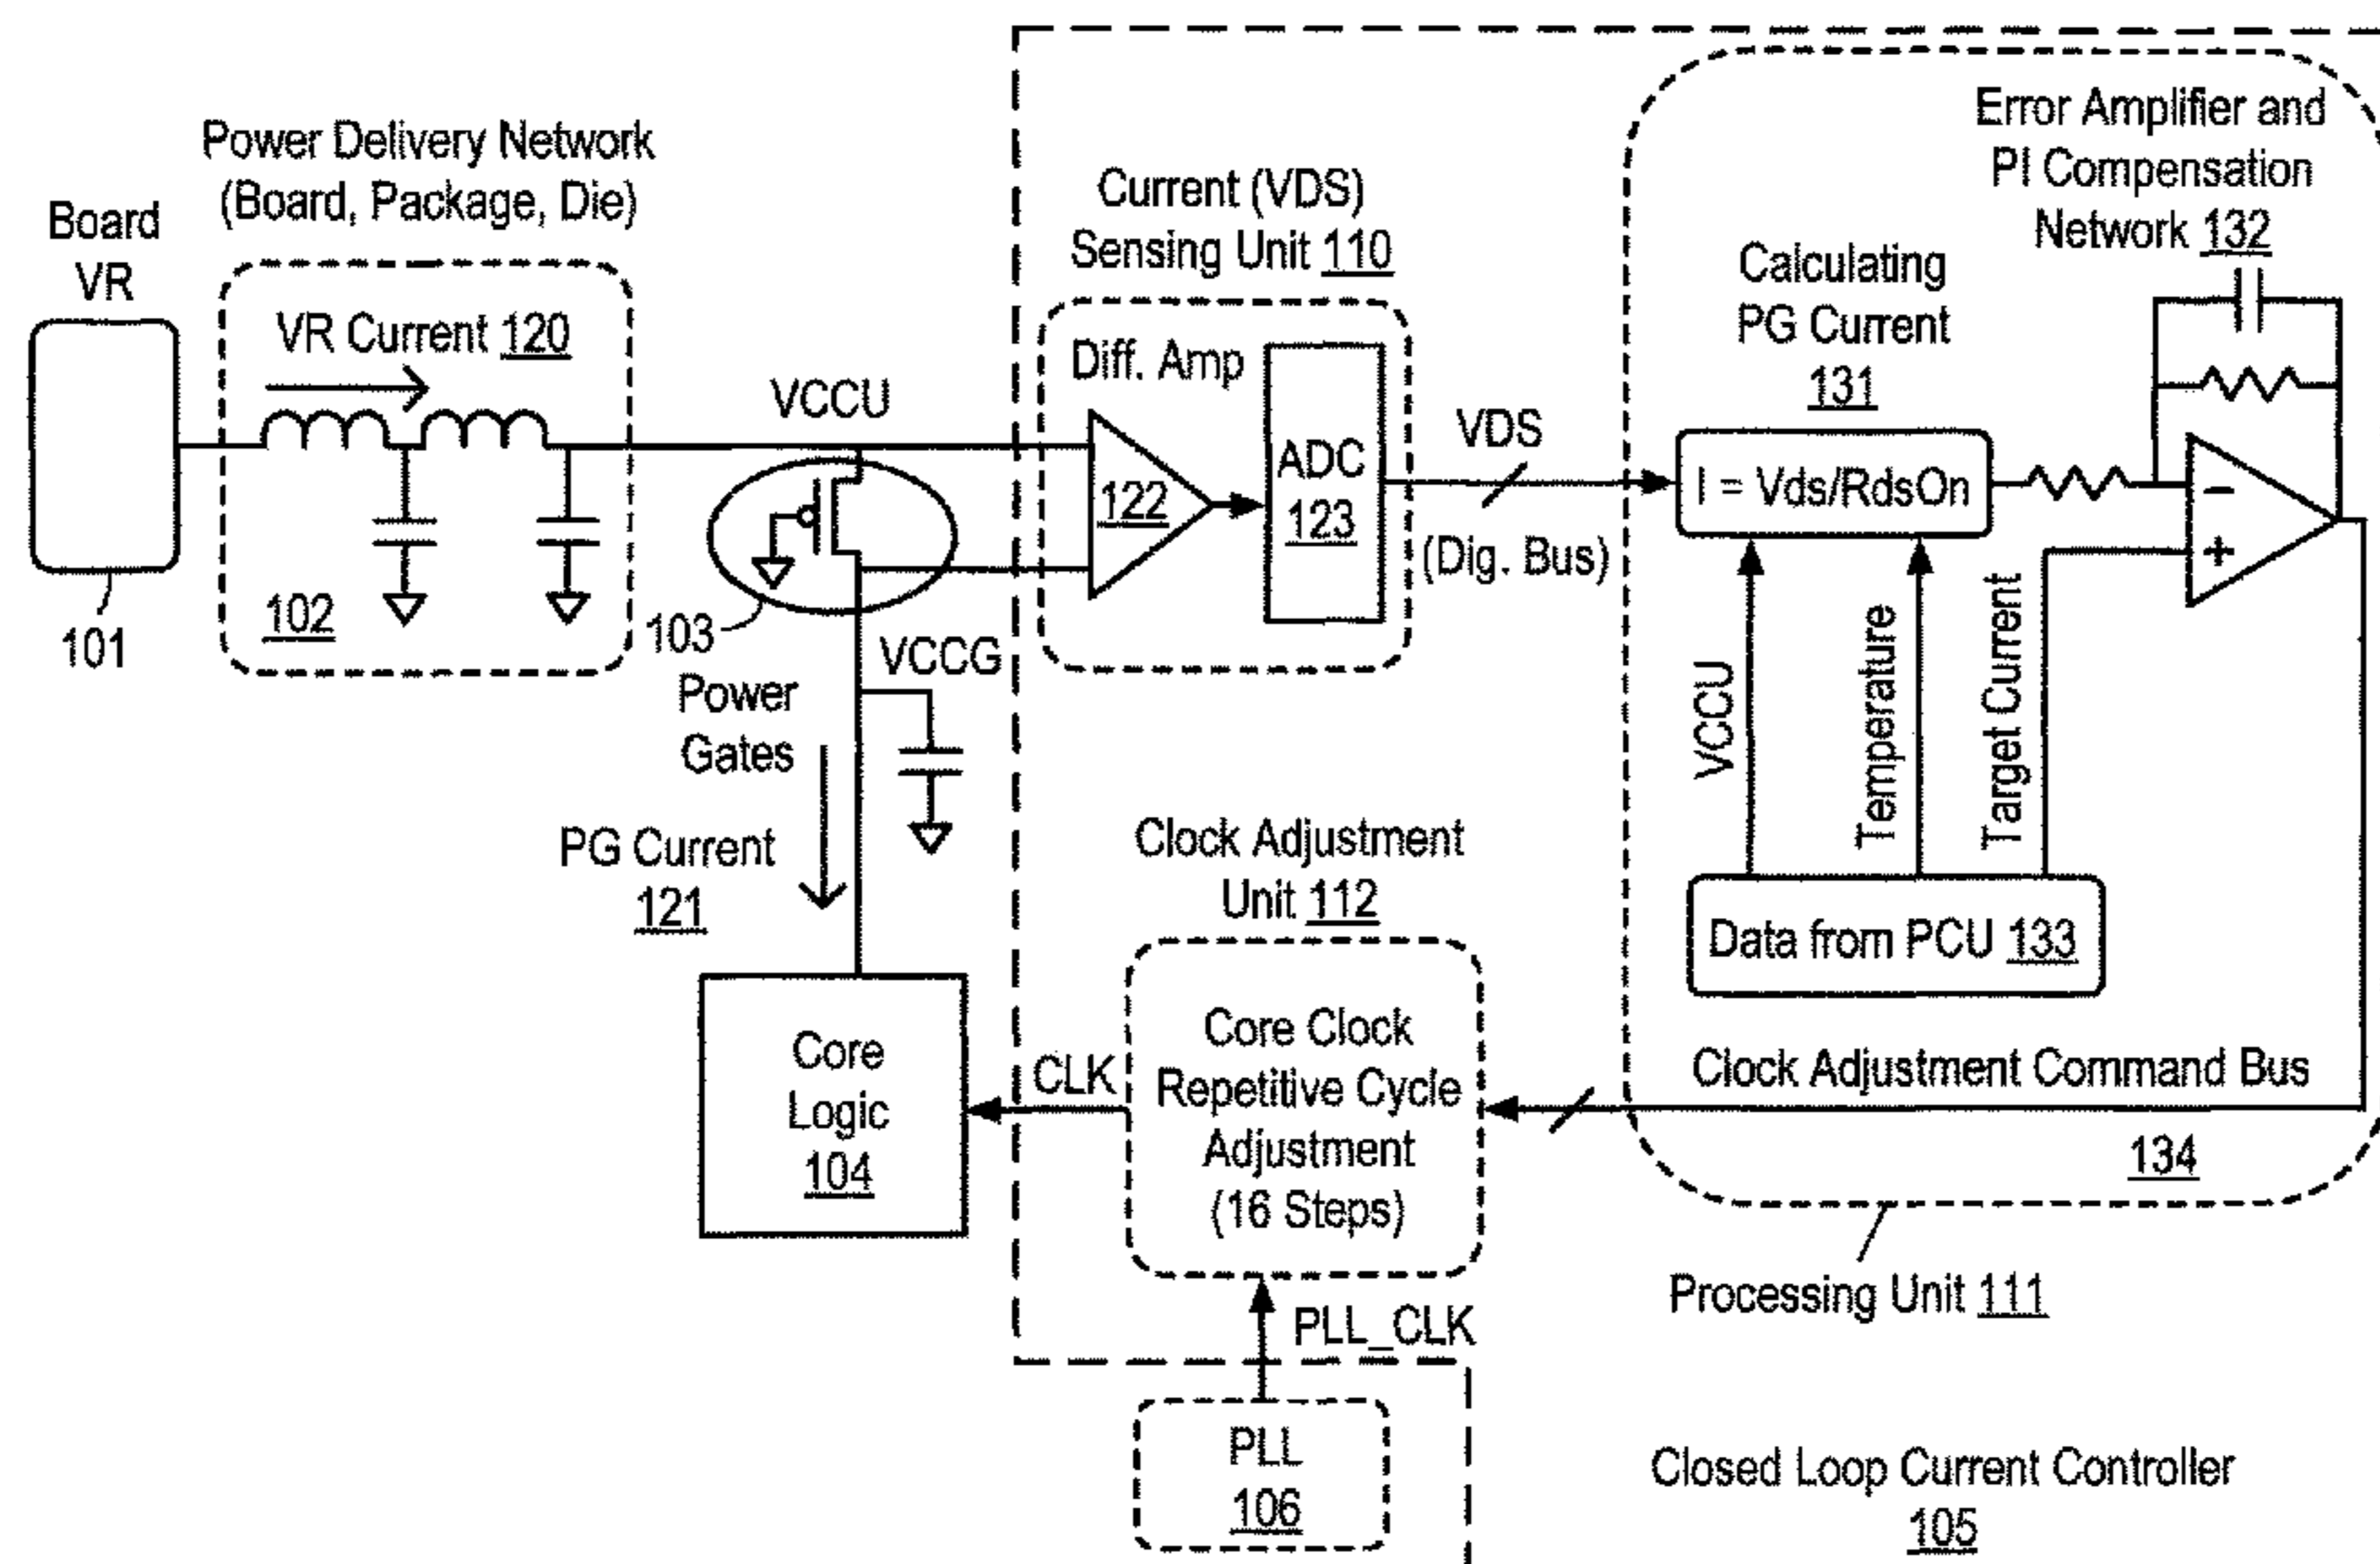 Board
VR
101
Power Delivery Network
(Board, Package, Die)
VR Current 120
102
VCCU
103
VCCG
Power
Gates
PG Current
121
Core
Logic
104
Current (VDS)
Sensing Unit 110
Diff. Amp
122
ADC
123
VDS
(Dig. Bus)
Error Amplifier and
PI Compensation
Network 132
Calculating
PG Current
131
I = Vds/RdsOn
−
+
VCCU
Temperature
Target Current
Data from PCU 133
Clock Adjustment Command Bus
134
Processing Unit 111
Clock Adjustment
Unit 112
Core Clock
Repetitive Cycle
Adjustment
(16 Steps)
CLK
PLL_CLK
PLL
106
Closed Loop Current Controller
105